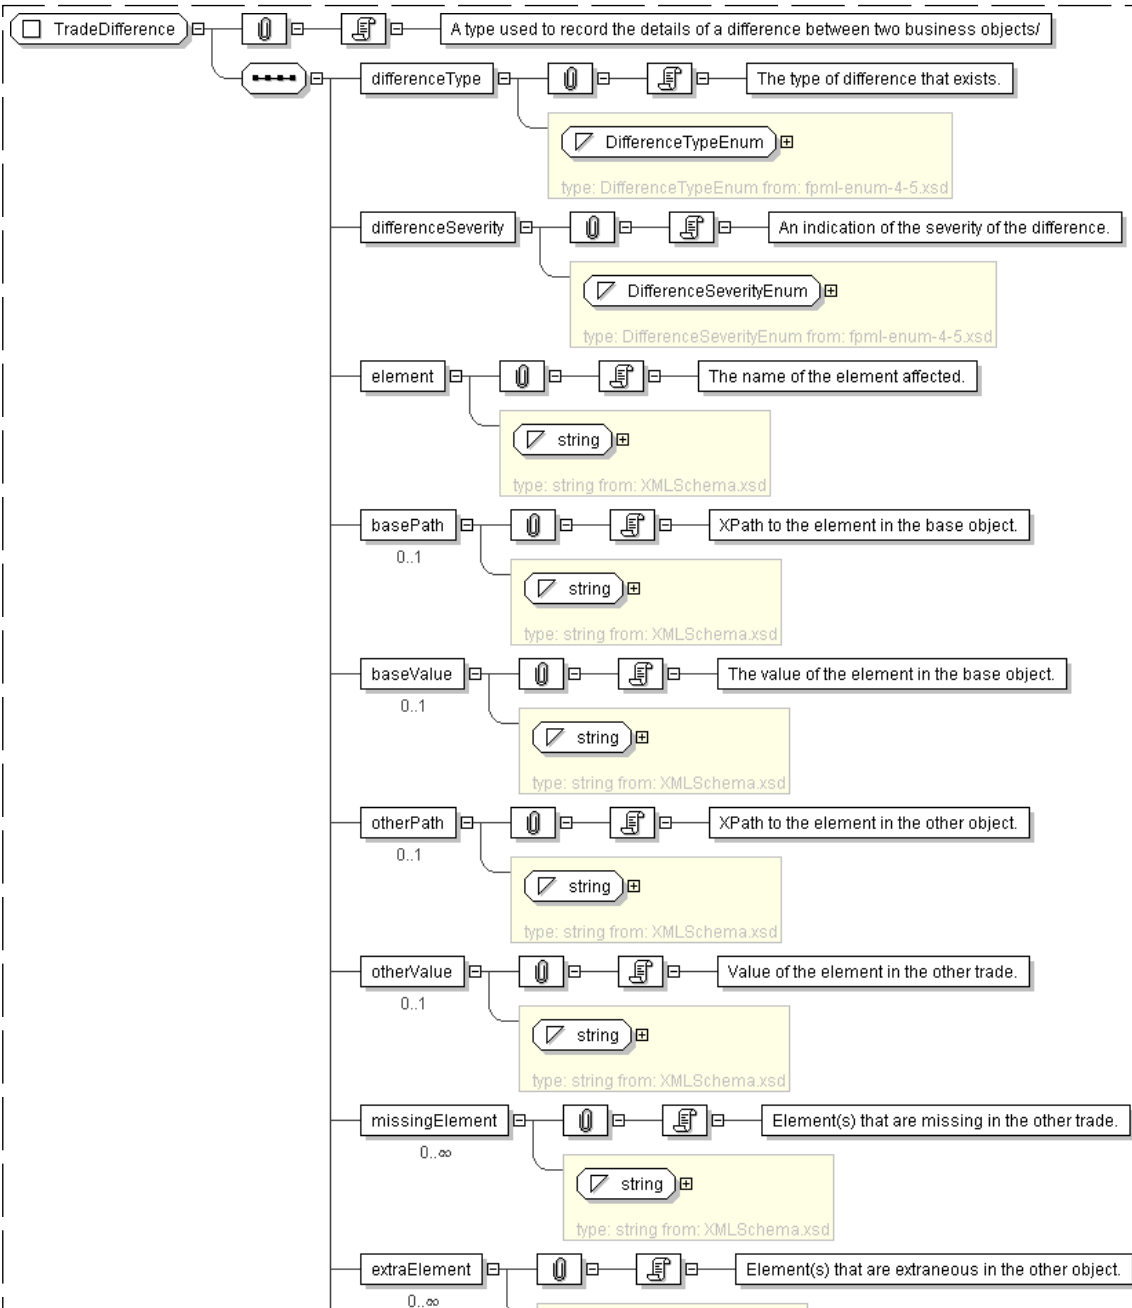 TradeDifference
A type used to record the details of a difference between two business objects/
differenceType
The type of difference that exists.
DifferenceTypeEnum
type: DifferenceTypeEnum from: fpml-enum-4-5.xsd
differenceSeverity
An indication of the severity of the difference.
DifferenceSeverityEnum
type: DifferenceSeverityEnum from: fpml-enum-4-5.xsd
element
The name of the element affected.
string
type: string from: XMLSchema.xsd
basePath
XPath to the element in the base object.
0..1
string
type: string from: XMLSchema.xsd
baseValue
The value of the element in the base object.
0..1
string
type: string from: XMLSchema.xsd
otherPath
XPath to the element in the other object.
0..1
string
type: string from: XMLSchema.xsd
otherValue
Value of the element in the other trade.
0..1
string
type: string from: XMLSchema.xsd
missingElement
Element(s) that are missing in the other trade.
0..∞
string
type: string from: XMLSchema.xsd
extraElement
Element(s) that are extraneous in the other object.
0..∞